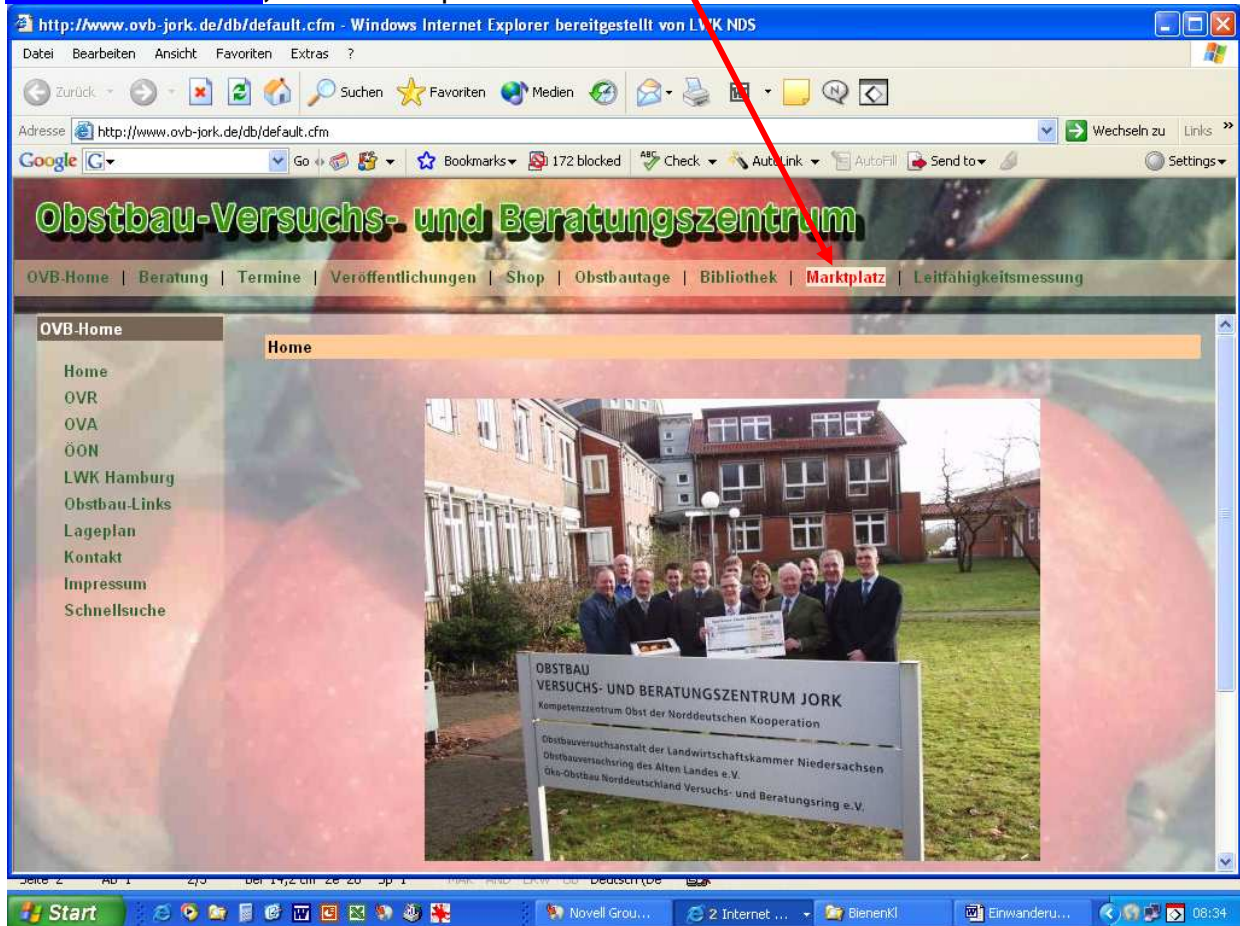 http://www.ovb-jork.de/db/default.cfm - Windows Internet Explorer bereitgestellt von LWK NDS
Datei Bearbeiten Ansicht Favoriten Extras ?
Zurück Suchen Favoriten Medien
Adresse http://www.ovb-jork.de/db/default.cfm Wechseln zu Links »
Google G Go Bookmarks 172 blocked Check AutoLink AutoFill Send to Settings
Obstbau-Versuchs- und Beratungszentrum
OVB-Home | Beratung | Termine | Veröffentlichungen | Shop | Obstbautage | Bibliothek | Marktplatz | Leitfähigkeitsmessung
OVB-Home
Home
Home
OVR
OVA
ÖON
LWK Hamburg
Obstbau-Links
Lageplan
Kontakt
Impressum
Schnellsuche
OBSTBAU
VERSUCHS- UND BERATUNGSZENTRUM JORK
Kompetenzzentrum Obst der Norddeutschen Kooperation
Obstbauversuchsanstalt der Landwirtschaftskammer Niedersachsen
Obstbauversuchsring des Alten Landes e.V.
Öko-Obstbau Norddeutschland Versuchs- und Beratungsring e.V.
Start Novell Grou... 2 Internet ... BienenKl Einwanderu... 08:34